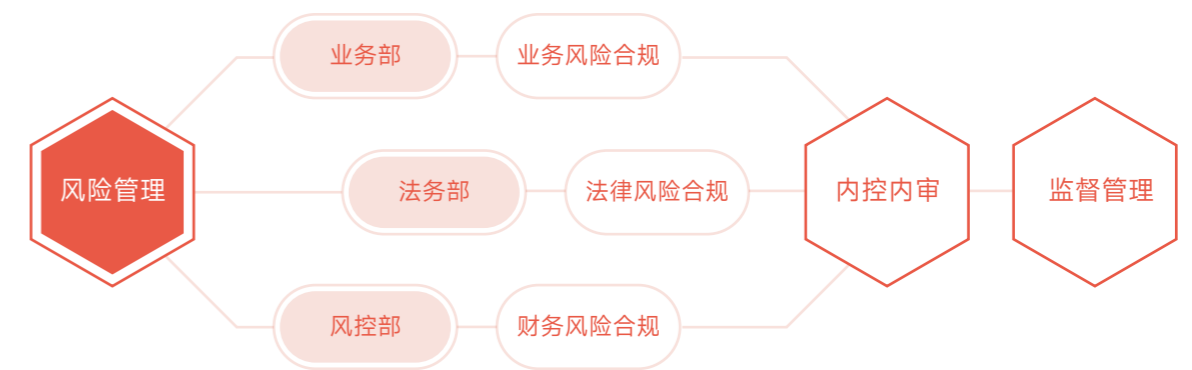 业务部
业务风险合规
风险管理
法务部
法律风险合规
内控内审
监督管理
风控部
财务风险合规